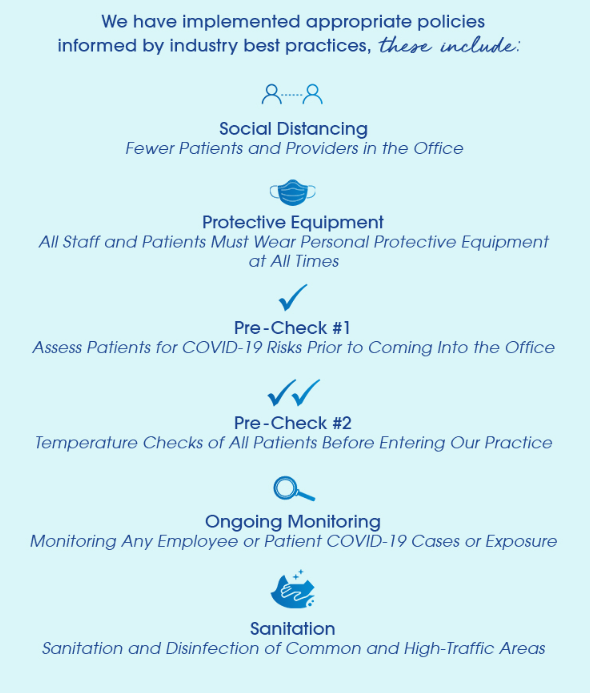 We have implemented appropriate policies
informed by industry best practices, these include:
Social Distancing
Fewer Patients and Providers in the Office
Protective Equipment
All Staff and Patients Must Wear Personal Protective Equipment
at All Times
Pre-Check #1
Assess Patients for COVID-19 Risks Prior to Coming Into the Office
Pre-Check #2
Temperature Checks of All Patients Before Entering Our Practice
Ongoing Monitoring
Monitoring Any Employee or Patient COVID-19 Cases or Exposure
Sanitation
Sanitation and Disinfection of Common and High-Traffic Areas